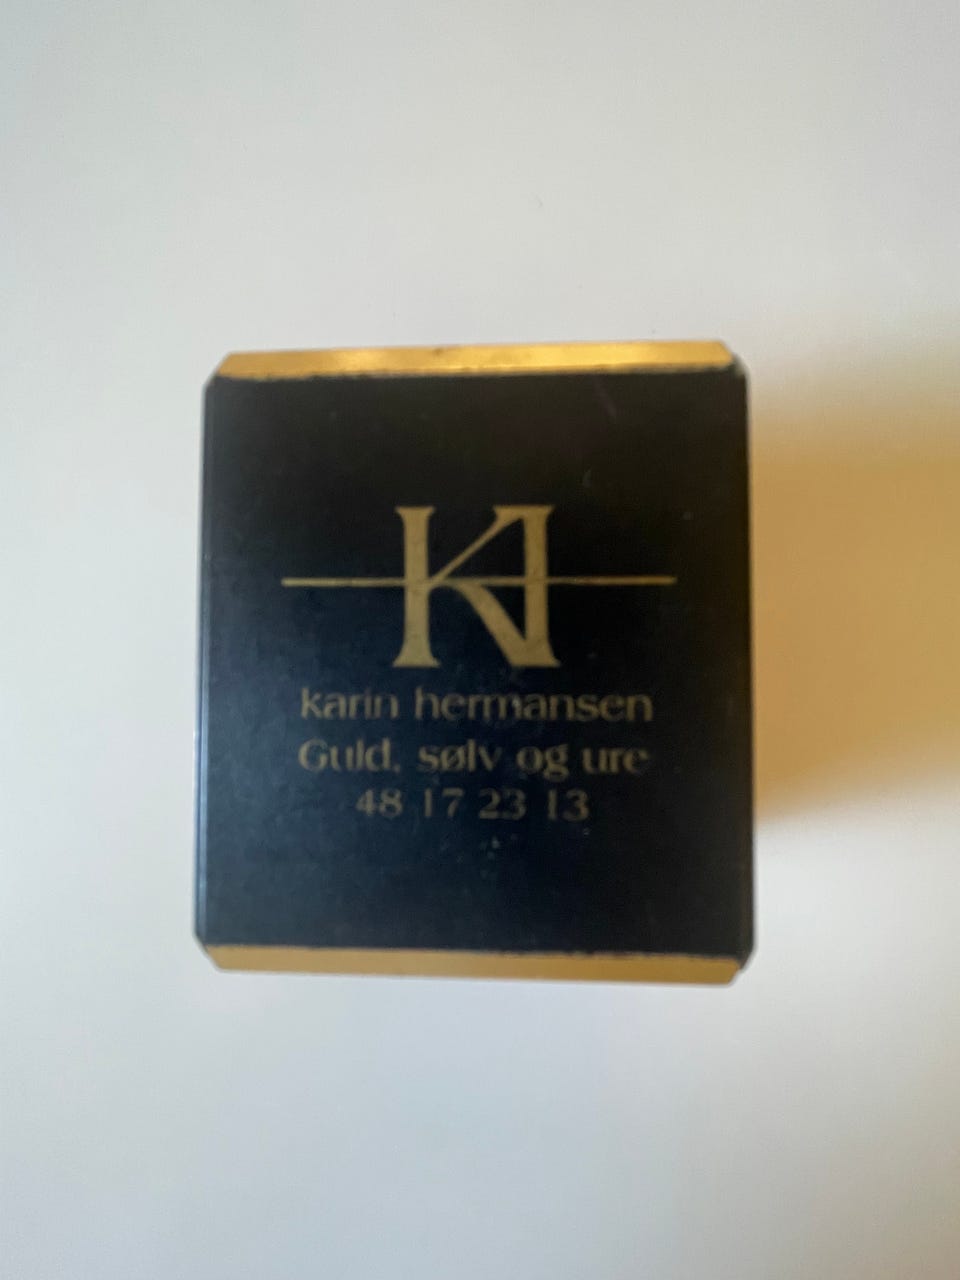 KH
karin hermansen
Guld, sølv og ure
48 17 23 13